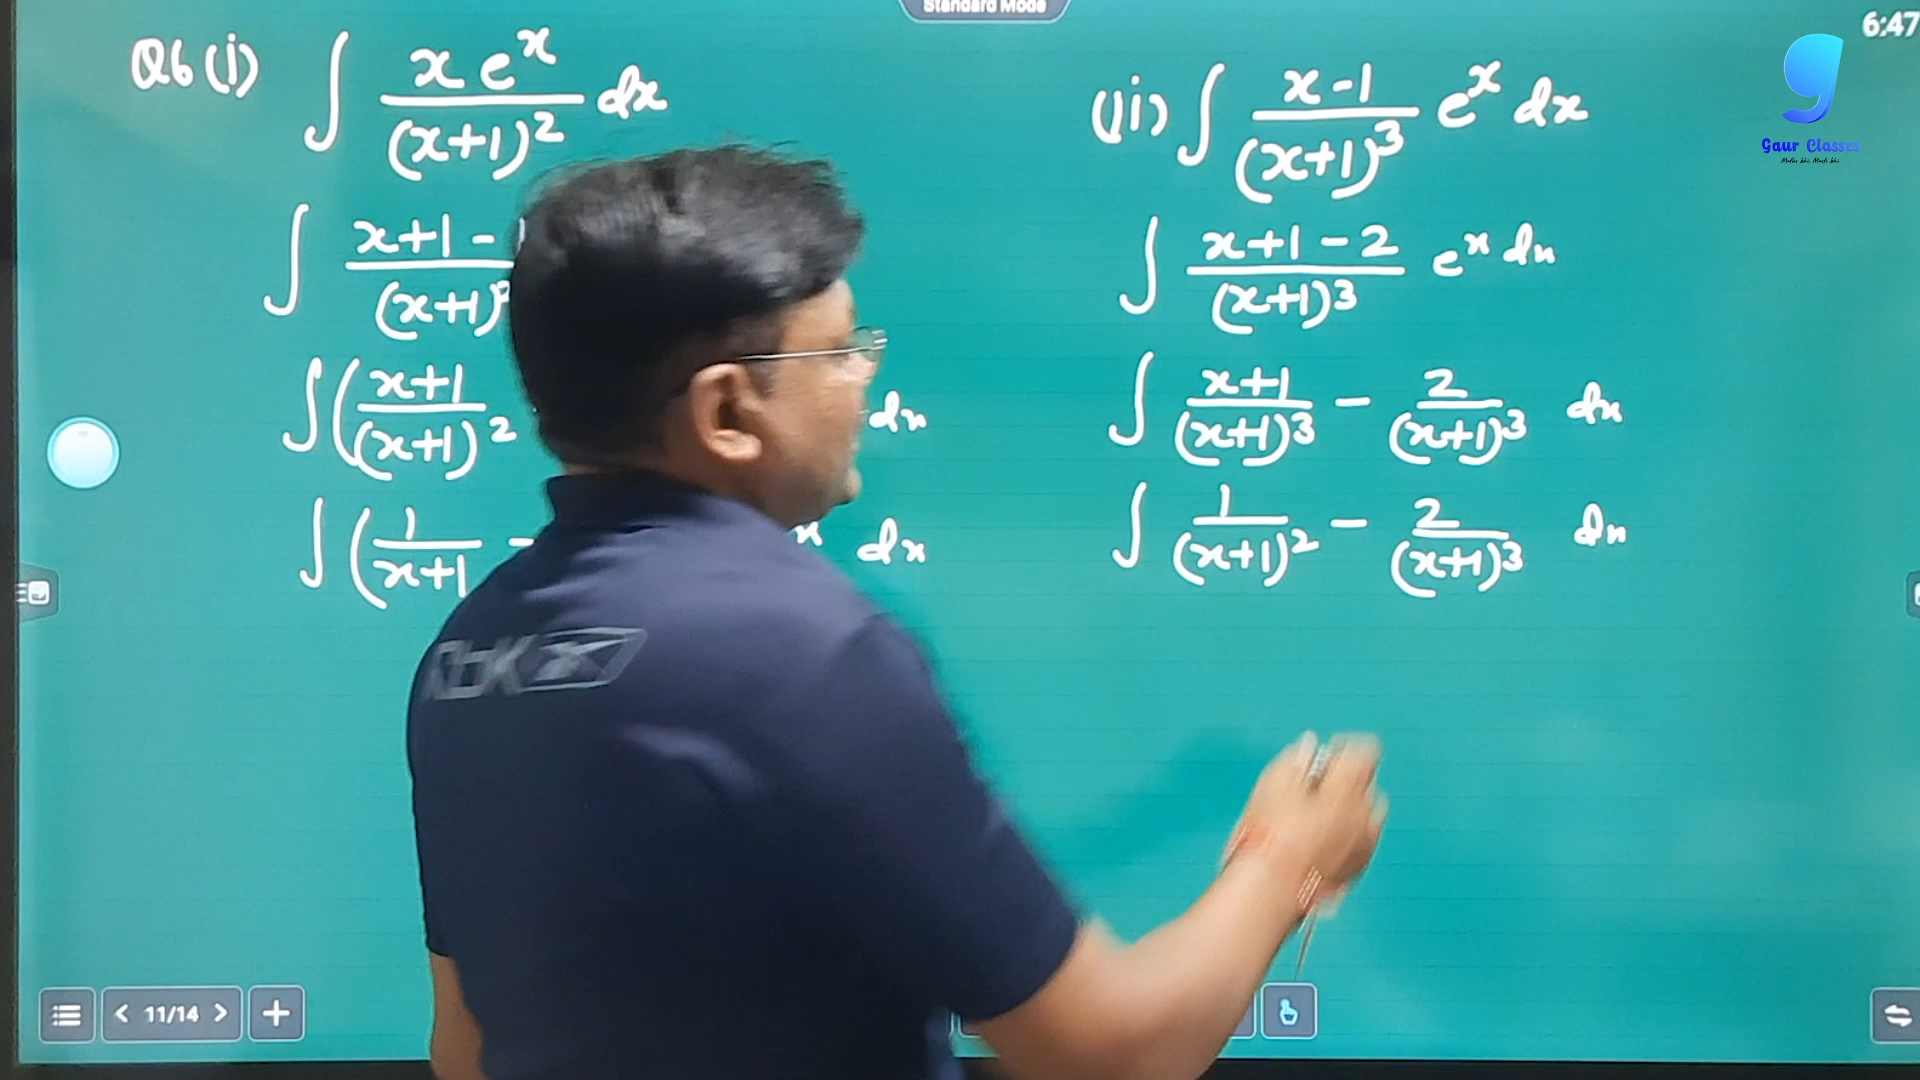 Standard Mode
6:47
Q6 (i) ∫ x e^x / (x+1)^2 dx
∫ x+1 - / (x+1)
∫ ( x+1 / (x+1)^2 dx
∫ ( 1 / x+1 - x dx
(ii) ∫ x-1 / (x+1)^3 e^x dx
∫ x+1-2 / (x+1)^3 e^x dx
∫ x+1 / (x+1)^3 - 2 / (x+1)^3 dx
∫ 1 / (x+1)^2 - 2 / (x+1)^3 dx
g
Gaur Classes
RbK
< 11/14 >